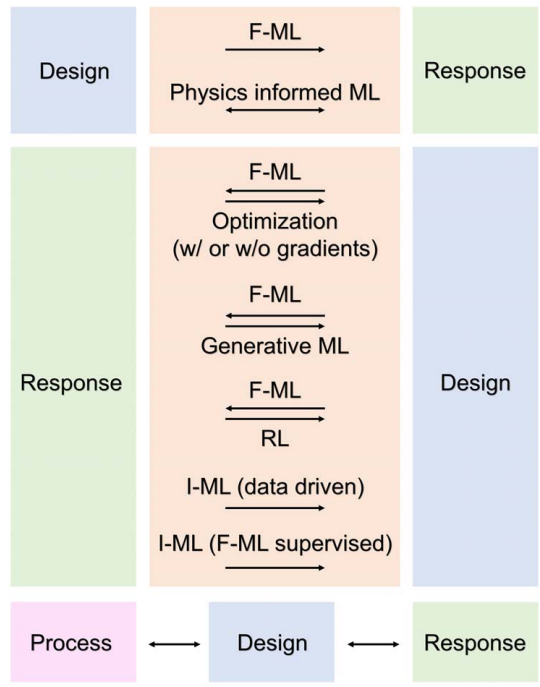 Design
F-ML
Physics informed ML
Response
Response
F-ML
Optimization
(w/ or w/o gradients)
F-ML
Generative ML
F-ML
RL
I-ML (data driven)
I-ML (F-ML supervised)
Design
Process
Design
Response